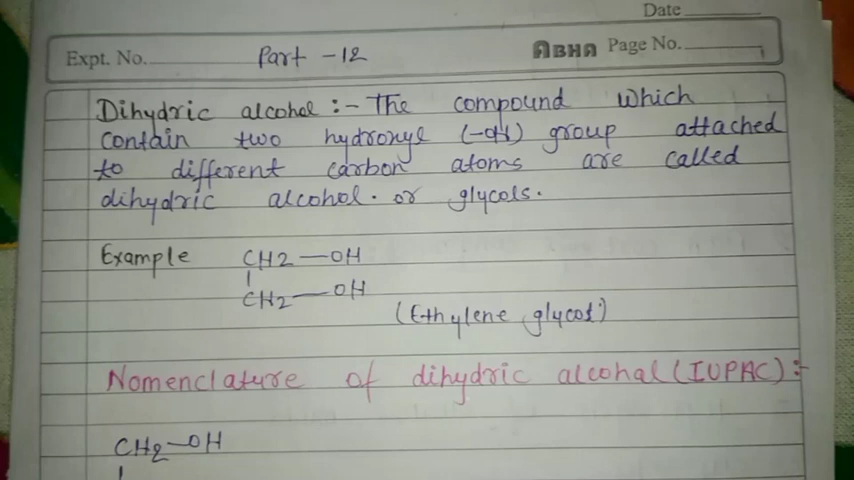 Date
Expt. No. Part - 12 ABHA Page No.
Dihydric alcohol :- The compound which
contain two hydroxyl (-OH) group attached
to different carbon atoms are called
dihydric alcohol. or glycols.
Example CH2 — OH
|
CH2 — OH
(Ethylene glycol)
Nomenclature of dihydric alcohal (IUPAC) :-
CH2 — OH
|